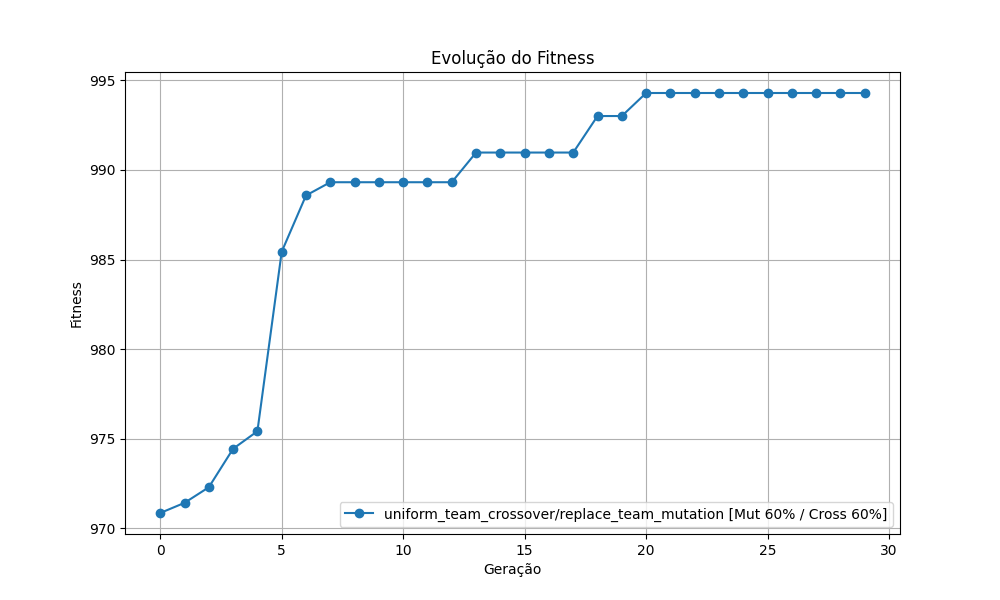 Evolução do Fitness
995
990
985
980
975
970
Fitness
0 5 10 15 20 25 30
Geração
uniform_team_crossover/replace_team_mutation [Mut 60% / Cross 60%]